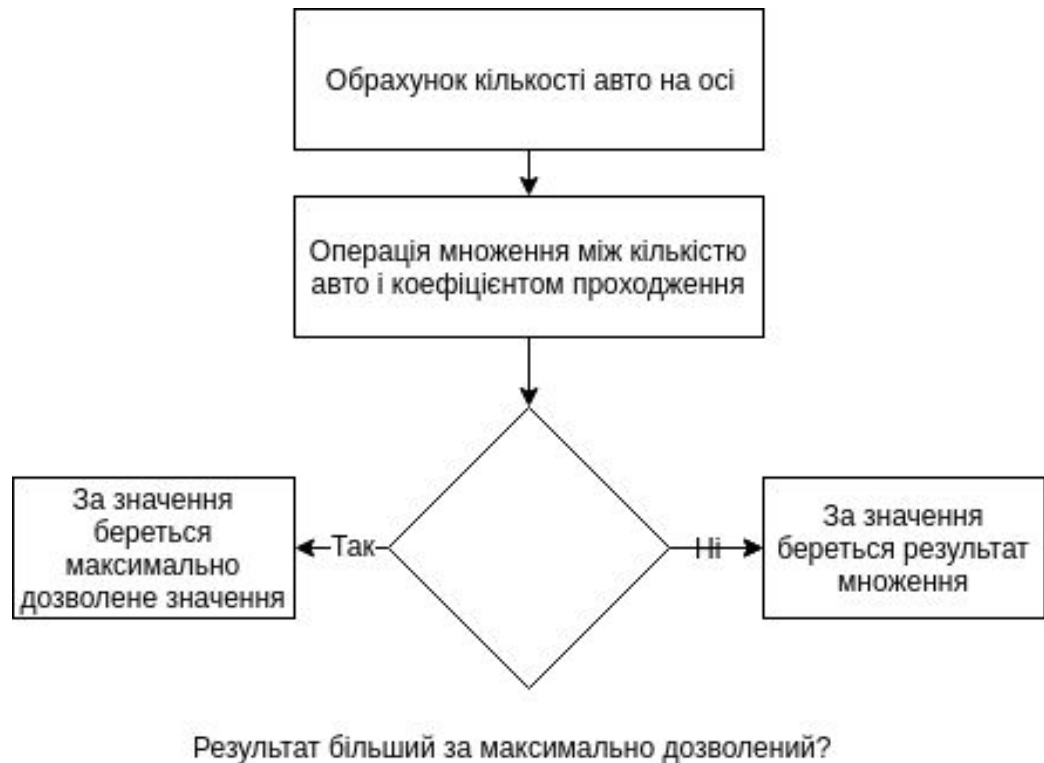 Обрахунок кількості авто на осі
Операція множення між кількістю
авто і коефіцієнтом проходження
За значення
береться
максимально
дозволене значення
Так
Ні
За значення
береться результат
множення
Результат більший за максимально дозволений?